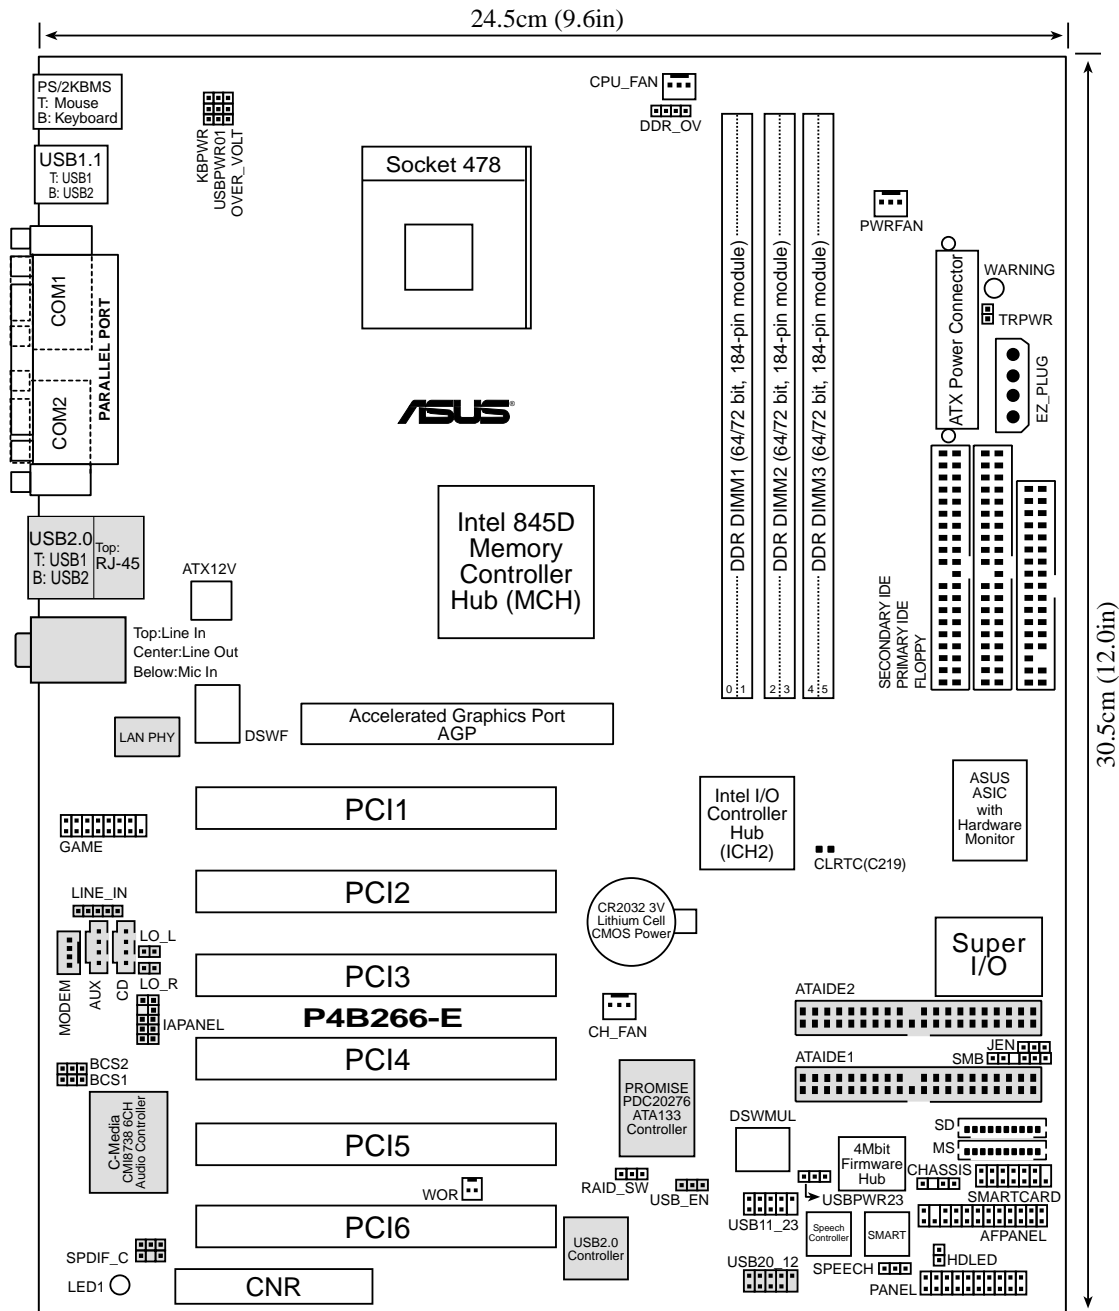 24.5cm (9.6in)
PS/2KBMS
T: Mouse
B: Keyboard
USB1.1
T: USB1
B: USB2
KBPWR
USBPWR01
OVER_VOLT
Socket 478
CPU_FAN
DDR_OV
PWRFAN
WARNING
TRPWR
ATX Power Connector
EZ_PLUG
COM1
PARALLEL PORT
COM2
ASUS®
DDR DIMM1 (64/72 bit, 184-pin module)
DDR DIMM2 (64/72 bit, 184-pin module)
DDR DIMM3 (64/72 bit, 184-pin module)
0 1
2 3
4 5
USB2.0
T: USB1
B: USB2
Top:
RJ-45
ATX12V
Intel 845D
Memory
Controller
Hub (MCH)
SECONDARY IDE
PRIMARY IDE
FLOPPY
30.5cm (12.0in)
Top:Line In
Center:Line Out
Below:Mic In
LAN PHY
DSWF
Accelerated Graphics Port
AGP
PCI1
Intel I/O
Controller
Hub
(ICH2)
ASUS
ASIC
with
Hardware
Monitor
CLRTC(C219)
GAME
PCI2
LINE_IN
CR2032 3V
Lithium Cell
CMOS Power
Super
I/O
MODEM
AUX
CD
LO_L
LO_R
PCI3
IAPANEL
P4B266-E
CH_FAN
ATAIDE2
JEN
SMB
ATAIDE1
BCS2
BCS1
PCI4
PROMISE
PDC20276
ATA133
Controller
C-Media
CMI8738 6CH
Audio Controller
PCI5
DSWMUL
SD
MS
4Mbit
Firmware
Hub
CHASSIS
SMARTCARD
WOR
RAID_SW
USB_EN
USBPWR23
USB11_23
PCI6
USB2.0
Controller
Speech
Controller
SMART
AFPANEL
SPDIF_C
LED1
CNR
USB20_12
SPEECH
HDLED
PANEL